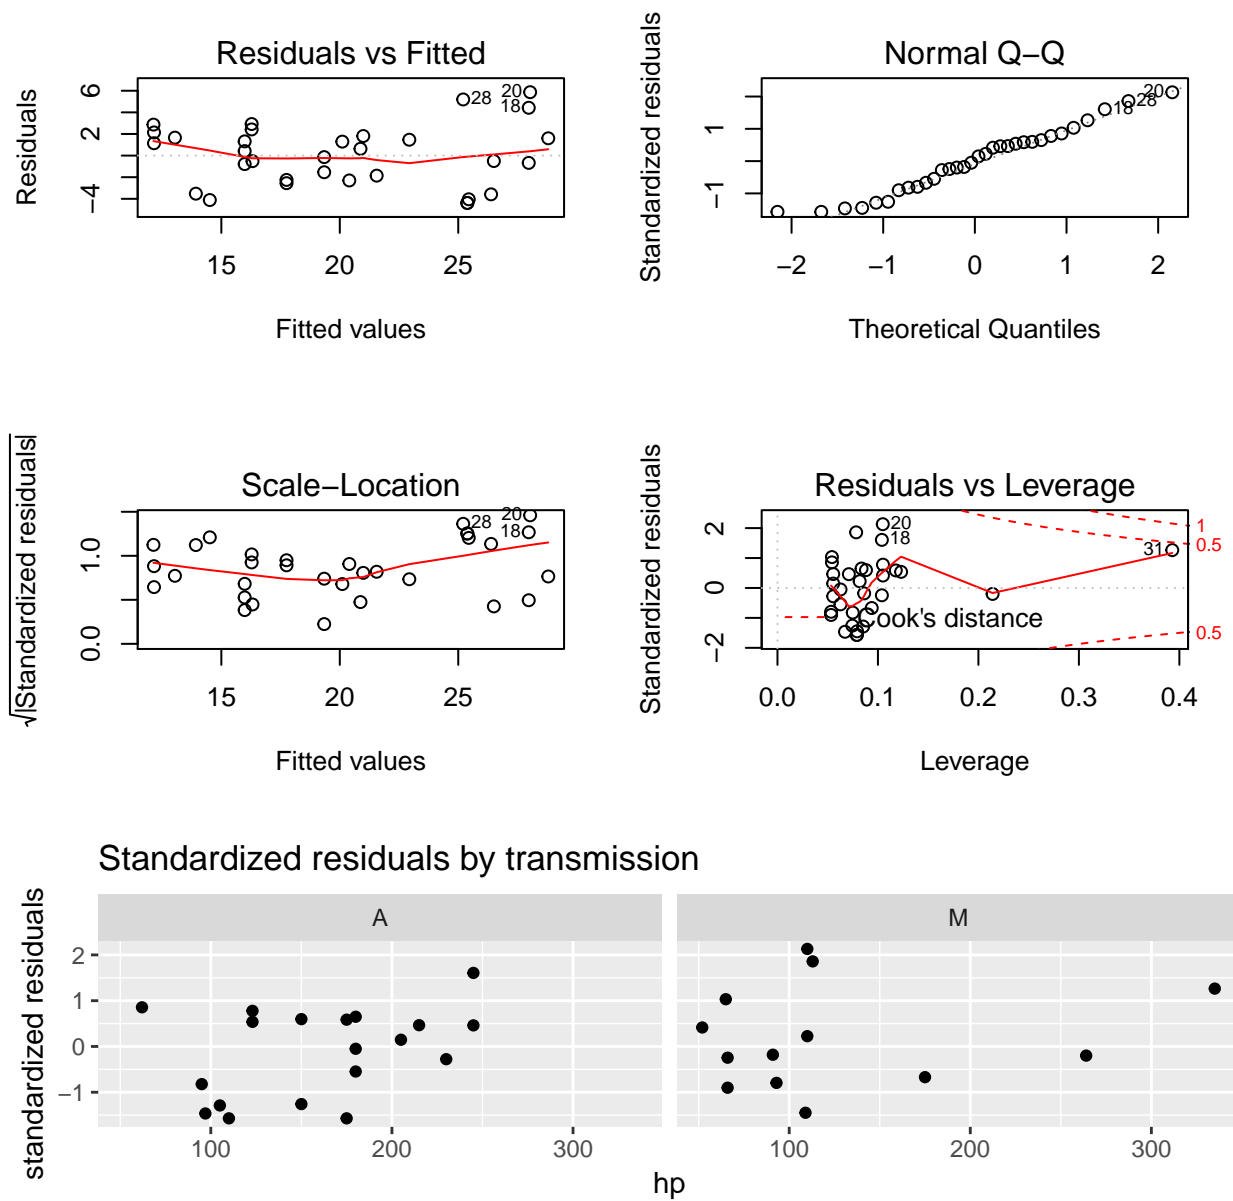 Residuals vs Fitted
Residuals
6
2
−4
20
28
18
15 20 25
Fitted values
Normal Q−Q
Standardized residuals
1
−1
20
28
18
−2 −1 0 1 2
Theoretical Quantiles
Scale−Location
√|Standardized residuals|
1.0
0.0
20
28
18
15 20 25
Fitted values
Residuals vs Leverage
Standardized residuals
2
0
−2
20
18
31
1
0.5
0.5
Cook's distance
0.0 0.1 0.2 0.3 0.4
Leverage
Standardized residuals by transmission
standardized residuals
A M
2
1
0
−1
100 200 300 100 200 300
hp